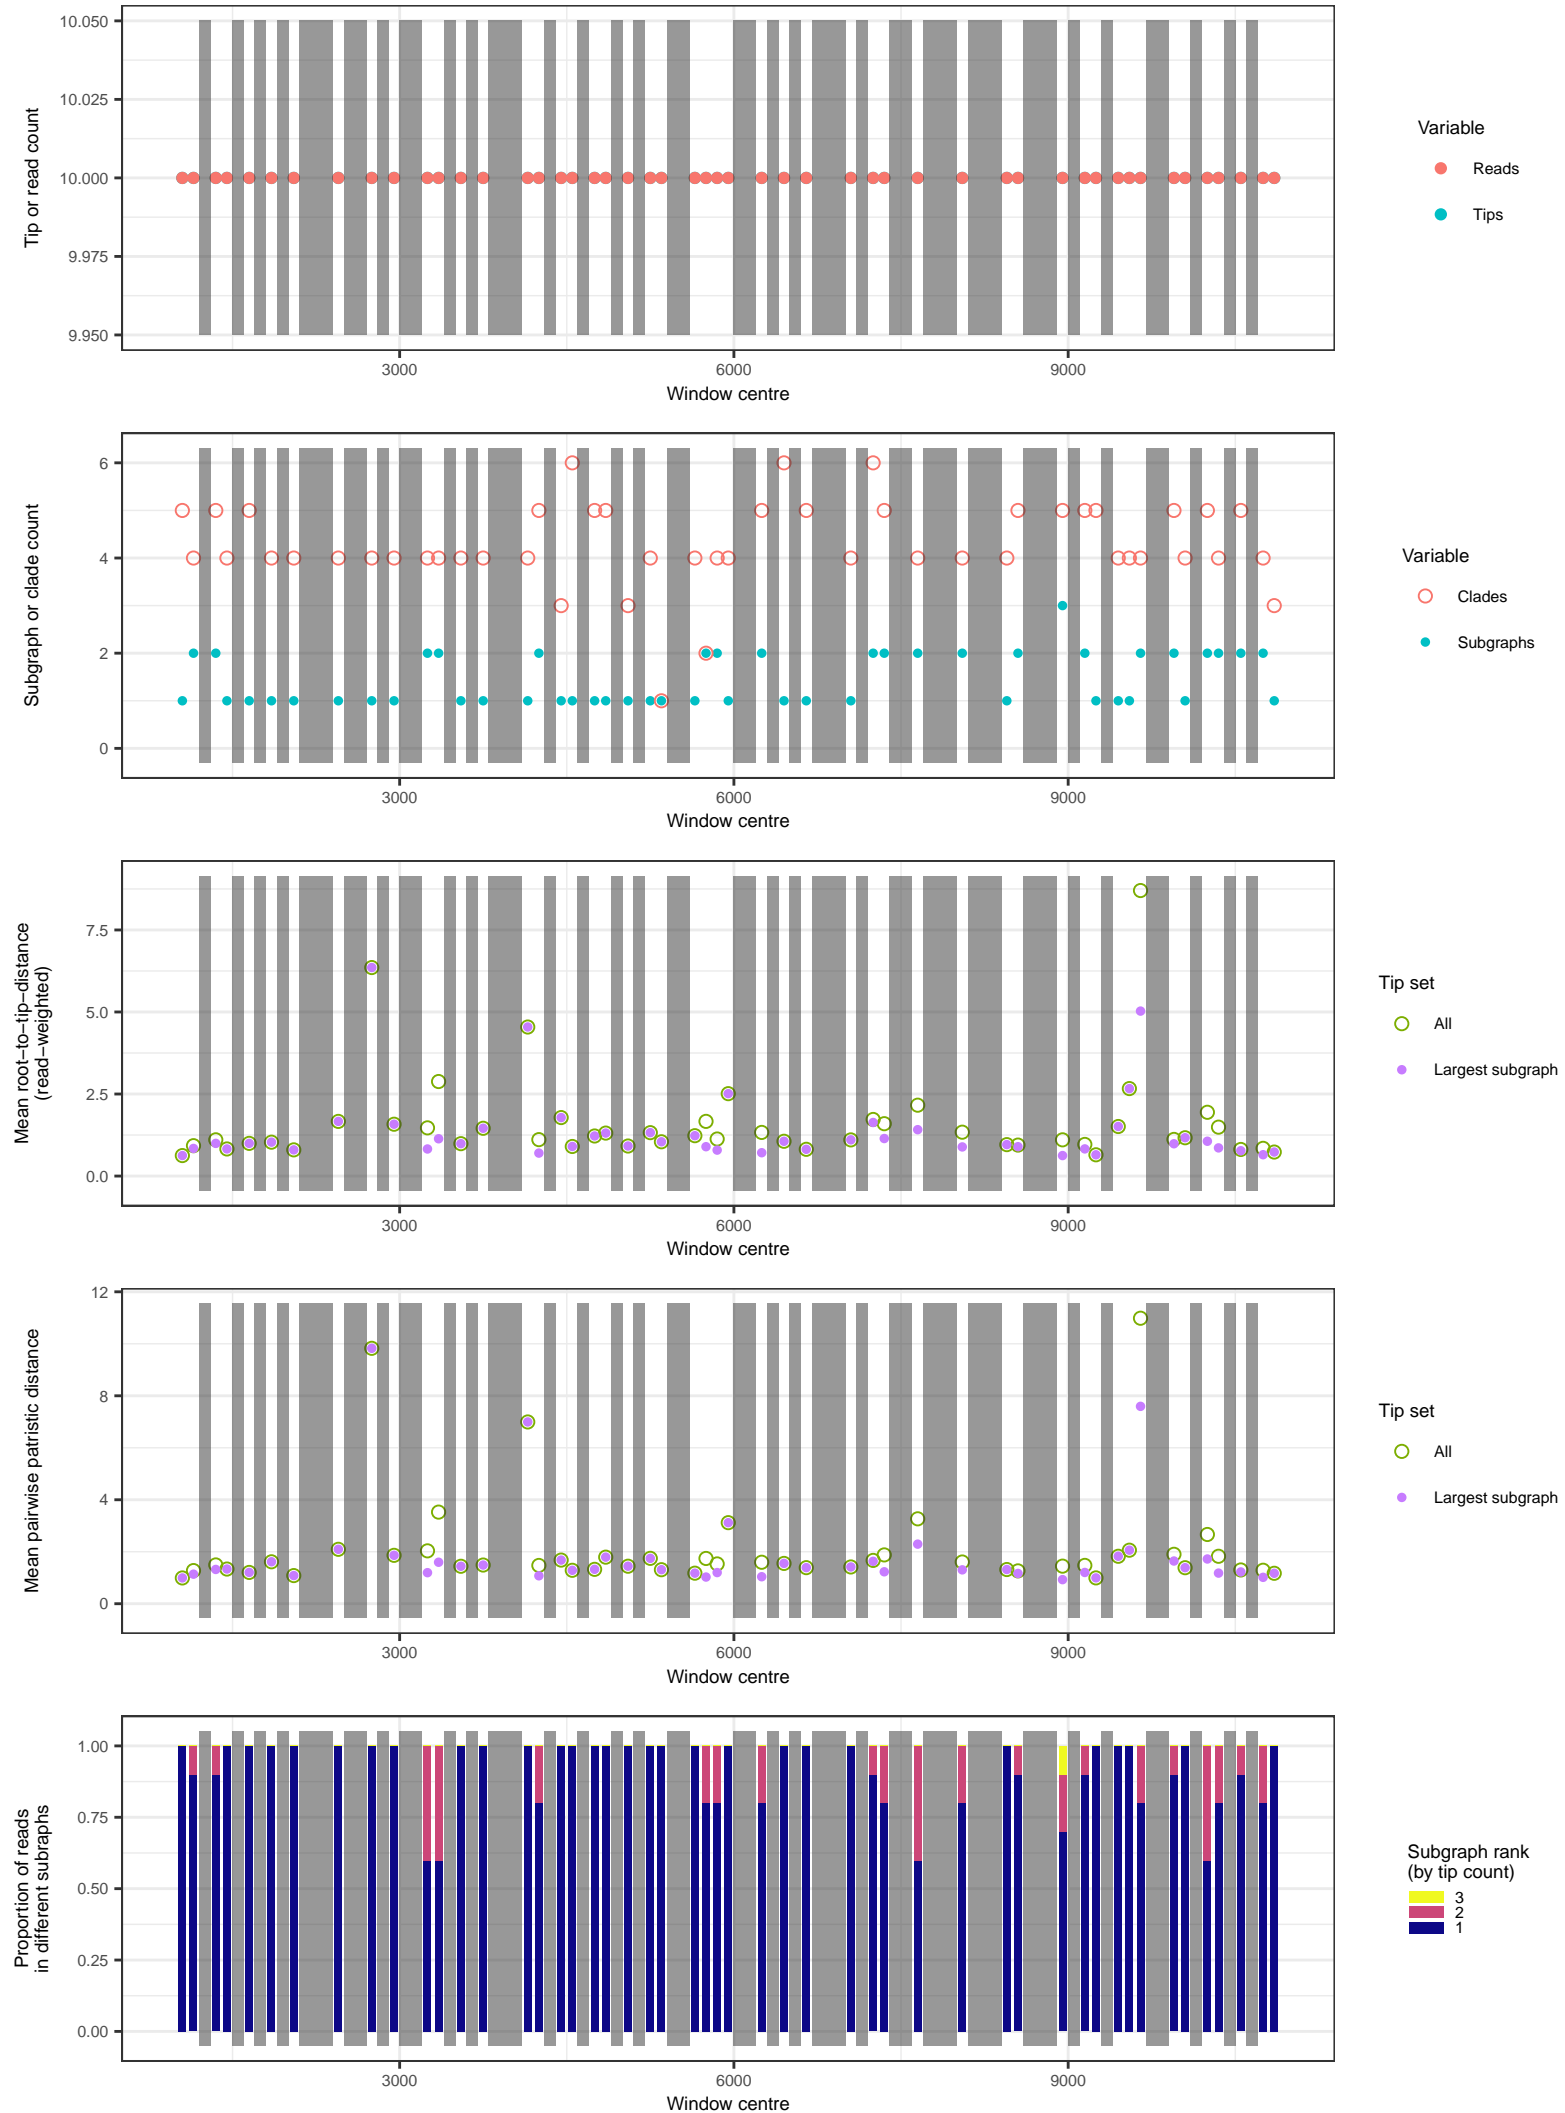 10.050
10.025
10.000
9.975
9.950
Tip or read count
3000
6000
9000
Window centre
Variable
Reads
Tips
6
4
2
0
Subgraph or clade count
3000
6000
9000
Window centre
Variable
Clades
Subgraphs
7.5
5.0
2.5
0.0
Mean root−to−tip−distance
(read−weighted)
3000
6000
9000
Window centre
Tip set
All
Largest subgraph
12
8
4
0
Mean pairwise patristic distance
3000
6000
9000
Window centre
Tip set
All
Largest subgraph
1.00
0.75
0.50
0.25
0.00
Proportion of reads
in different subraphs
3000
6000
9000
Window centre
Subgraph rank
(by tip count)
3
2
1